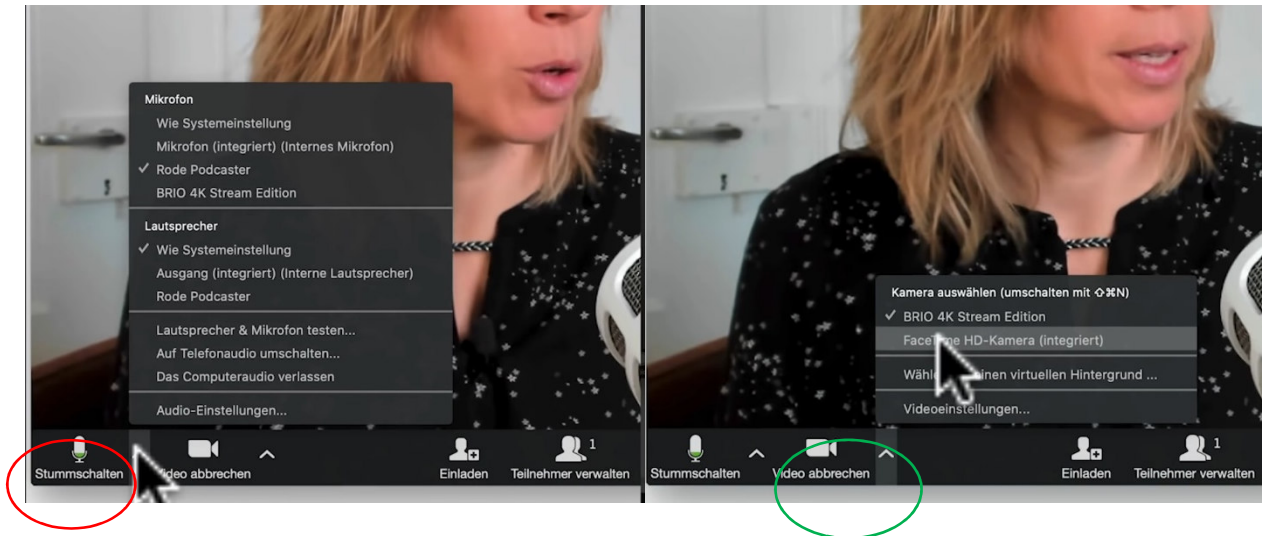 Mikrofon
Wie Systemeinstellung
Mikrofon (integriert) (Internes Mikrofon)
✓ Rode Podcaster
BRIO 4K Stream Edition
Lautsprecher
✓ Wie Systemeinstellung
Ausgang (integriert) (Interne Lautsprecher)
Rode Podcaster
Lautsprecher & Mikrofon testen...
Auf Telefonaudio umschalten...
Das Computeraudio verlassen
Audio-Einstellungen...
Stummschalten
abbrechen
Einladen
1
Teilnehmer verwalten
Kamera auswählen (umschalten mit ⇧⌘N)
✓ BRIO 4K Stream Edition
HD-Kamera (integriert)
virtuellen Hintergrund ...
Videoeinstellungen...
Stummschalten
Video abbrechen
Einladen
1
Teilnehmer verwalten